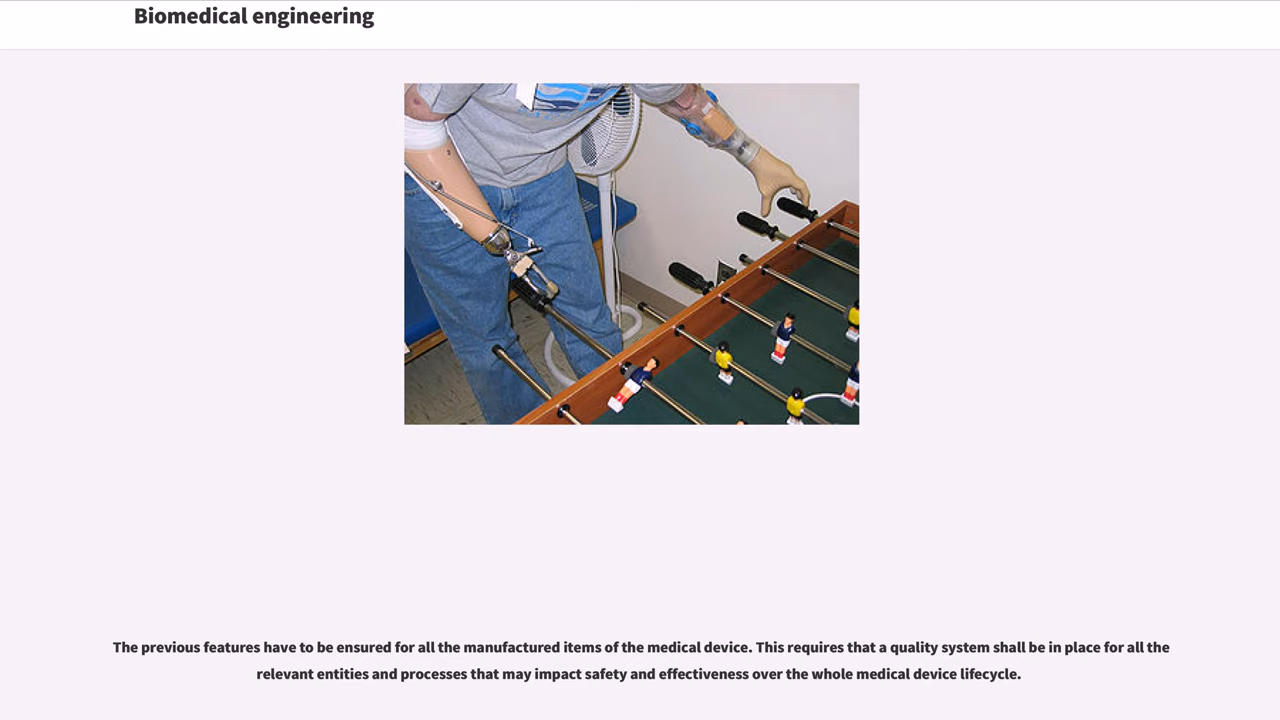 Biomedical engineering
The previous features have to be ensured for all the manufactured items of the medical device. This requires that a quality system shall be in place for all the
relevant entities and processes that may impact safety and effectiveness over the whole medical device lifecycle.